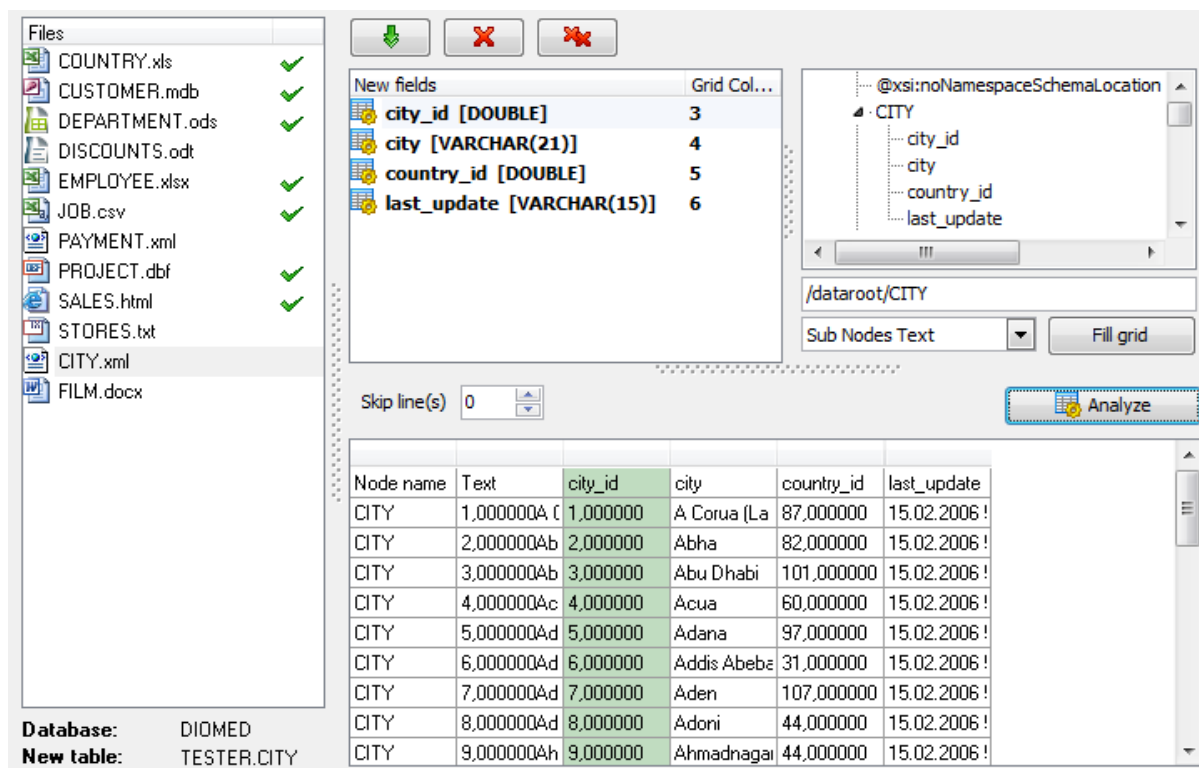 Files
COUNTRY.xls
CUSTOMER.mdb
DEPARTMENT.ods
DISCOUNTS.odt
EMPLOYEE.xlsx
JOB.csv
PAYMENT.xml
PROJECT.dbf
SALES.html
STORES.txt
CITY.xml
FILM.docx
Database: DIOMED
New table: TESTER.CITY
New fields Grid Col...
city_id [DOUBLE] 3
city [VARCHAR(21)] 4
country_id [DOUBLE] 5
last_update [VARCHAR(15)] 6
@xsi:noNamespaceSchemaLocation
CITY
city_id
city
country_id
last_update
/dataroot/CITY
Sub Nodes Text Fill grid
Skip line(s) 0 Analyze
Node name Text city_id city country_id last_update
CITY 1,000000A 1,000000 A Corua (La 87,000000 15.02.2006
CITY 2,000000Ab 2,000000 Abha 82,000000 15.02.2006
CITY 3,000000Ab 3,000000 Abu Dhabi 101,000000 15.02.2006
CITY 4,000000Ac 4,000000 Acua 60,000000 15.02.2006
CITY 5,000000Ad 5,000000 Adana 97,000000 15.02.2006
CITY 6,000000Ad 6,000000 Addis Abeba 31,000000 15.02.2006
CITY 7,000000Ad 7,000000 Aden 107,000000 15.02.2006
CITY 8,000000Ad 8,000000 Adoni 44,000000 15.02.2006
CITY 9,000000Ah 9,000000 Ahmadnagar 44,000000 15.02.2006